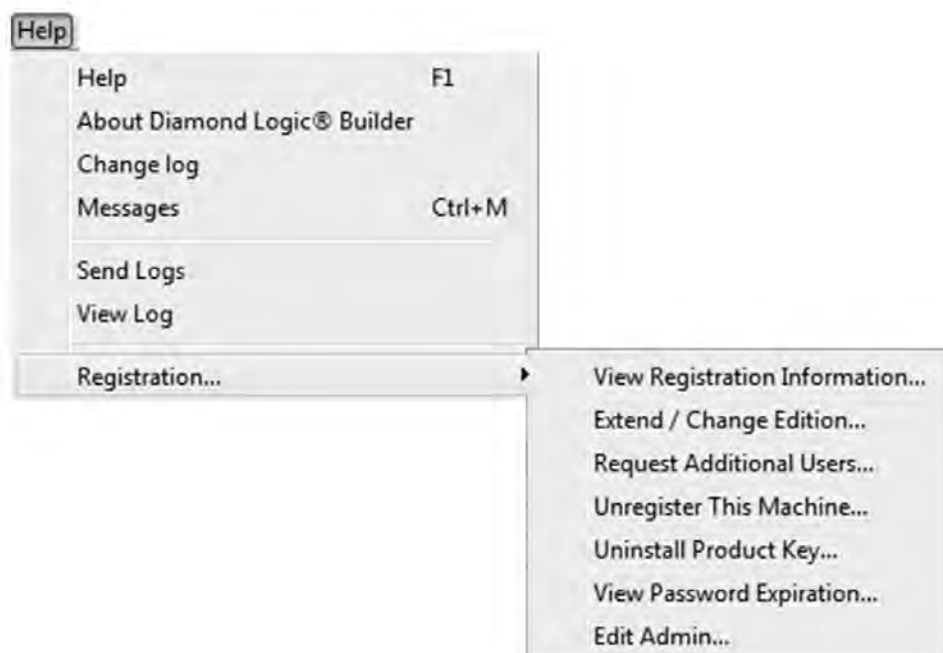 Help
Help F1
About Diamond Logic® Builder
Change log
Messages Ctrl+M
Send Logs
View Log
Registration...
View Registration Information...
Extend / Change Edition...
Request Additional Users...
Unregister This Machine...
Uninstall Product Key...
View Password Expiration...
Edit Admin...